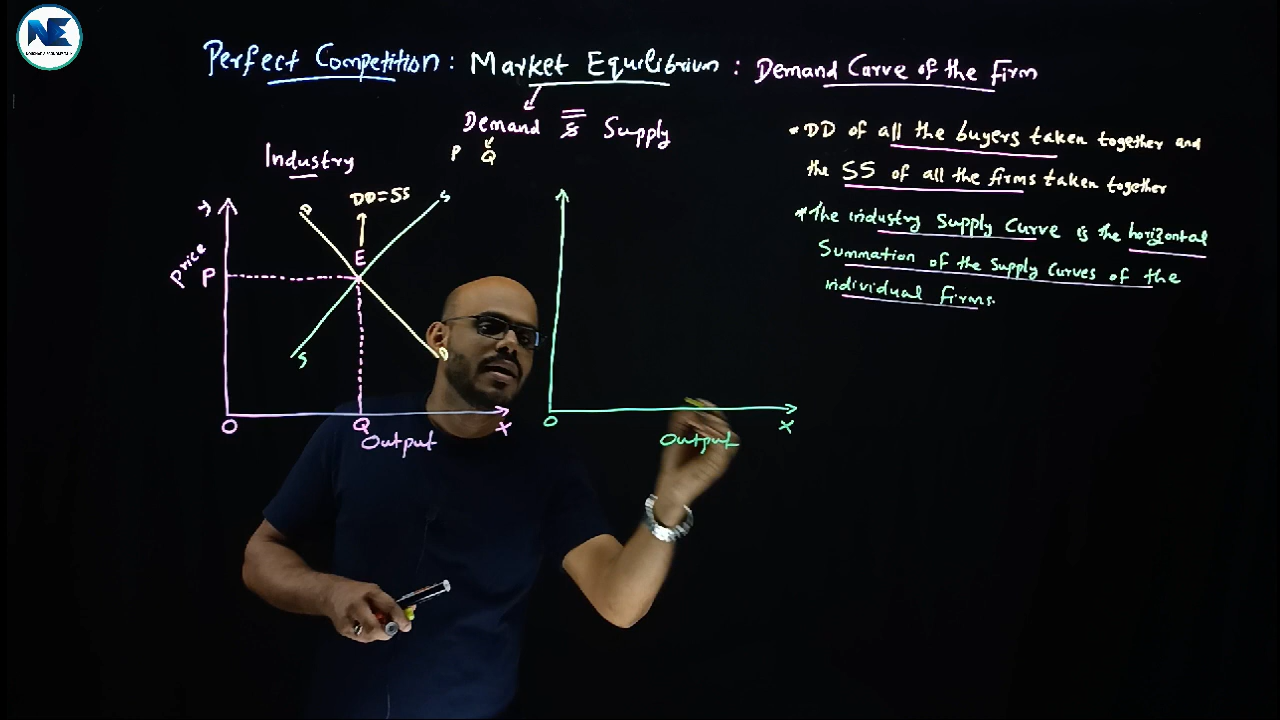 NE
Perfect Competition : Market Equilibrium : Demand Curve of the Firm
Demand & Supply
P Q
Industry
* DD of all the buyers taken together and
the SS of all the firms taken together
* The industry Supply Curve is the horizontal
Summation of the supply curves of the
individual firms.
DD=SS
Y
D
S
E
Price
P
S
D
O
Q
Output
X
O
Output
X